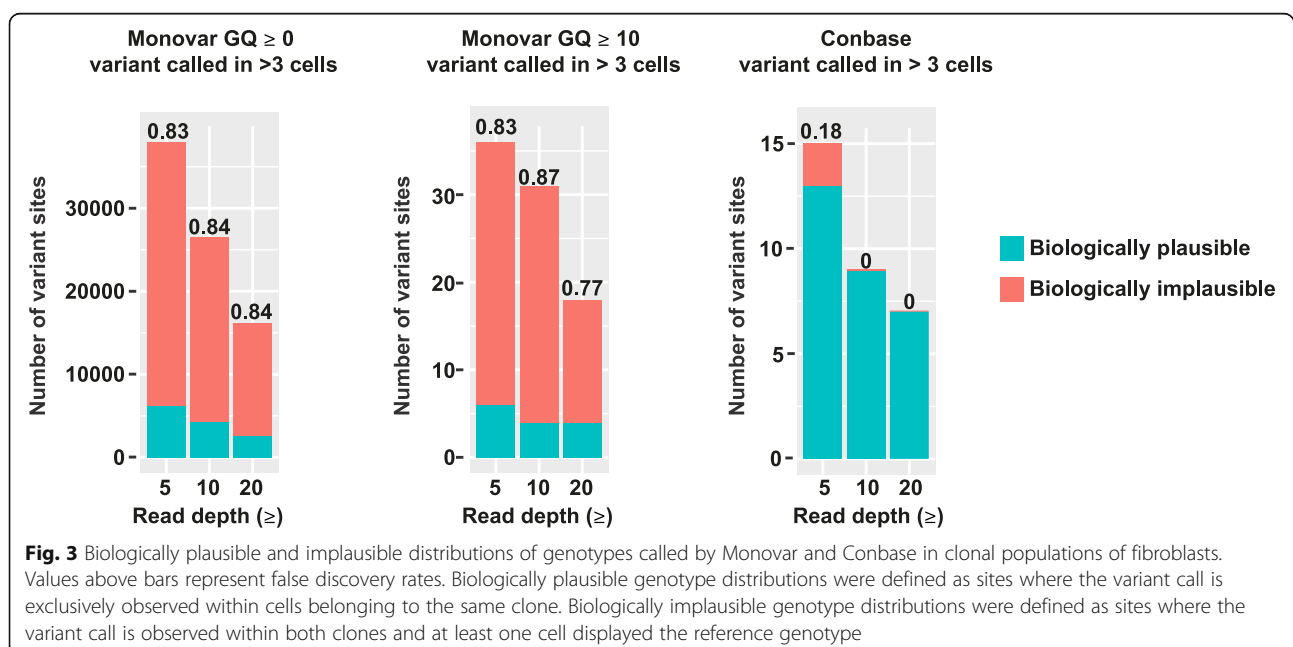 Monovar GQ ≥ 0
variant called in >3 cells
Number of variant sites
30000
20000
10000
0
0.83
0.84
0.84
5 10 20
Read depth (≥)
Monovar GQ ≥ 10
variant called in > 3 cells
Number of variant sites
30
20
10
0
0.83
0.87
0.77
5 10 20
Read depth (≥)
Conbase
variant called in > 3 cells
Number of variant sites
15
10
5
0
0.18
0
0
5 10 20
Read depth (≥)
Biologically plausible
Biologically implausible
Fig. 3 Biologically plausible and implausible distributions of genotypes called by Monovar and Conbase in clonal populations of fibroblasts.
Values above bars represent false discovery rates. Biologically plausible genotype distributions were defined as sites where the variant call is
exclusively observed within cells belonging to the same clone. Biologically implausible genotype distributions were defined as sites where the
variant call is observed within both clones and at least one cell displayed the reference genotype